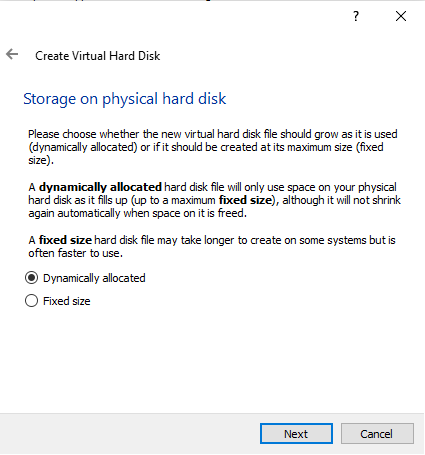 ?
Create Virtual Hard Disk
Storage on physical hard disk
Please choose whether the new virtual hard disk file should grow as it is used
(dynamically allocated) or if it should be created at its maximum size (fixed
size).
A dynamically allocated hard disk file will only use space on your physical
hard disk as it fills up (up to a maximum fixed size), although it will not shrink
again automatically when space on it is freed.
A fixed size hard disk file may take longer to create on some systems but is
often faster to use.
Dynamically allocated
Fixed size
Next Cancel